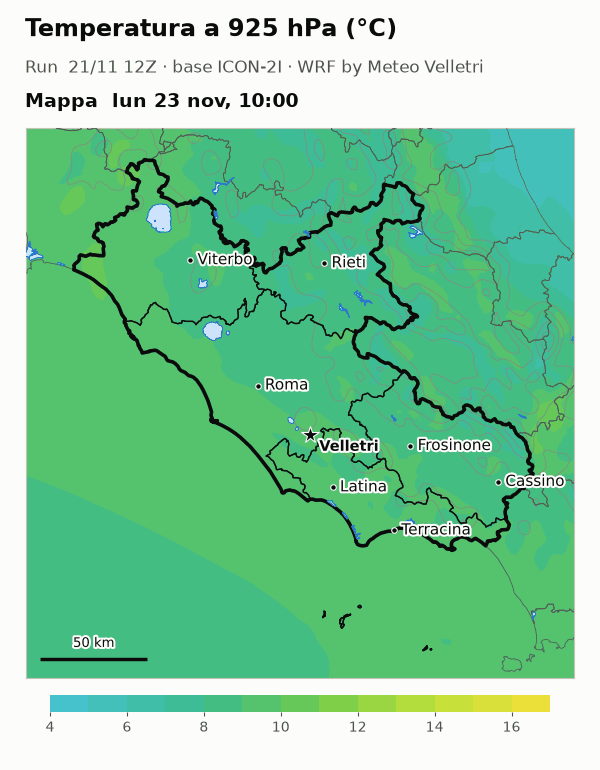 Temperatura a 925 hPa (°C)
Run 21/11 12Z · base ICON-2I · WRF by Meteo Velletri
Mappa lun 23 nov, 10:00
Viterbo
Rieti
Roma
Velletri
Frosinone
Cassino
Latina
Terracina
50 km
4 6 8 10 12 14 16